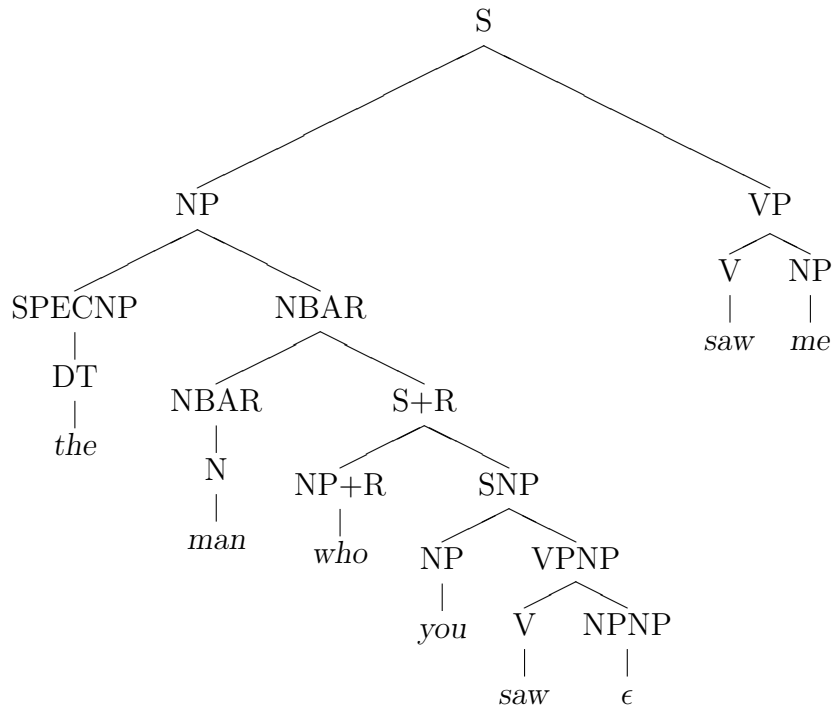 S
NP VP
V NP
SPECNP NBAR
saw me
DT
NBAR S+R
the
N
NP+R SNP
man who
NP VPNP
you V NPNP
saw ϵ